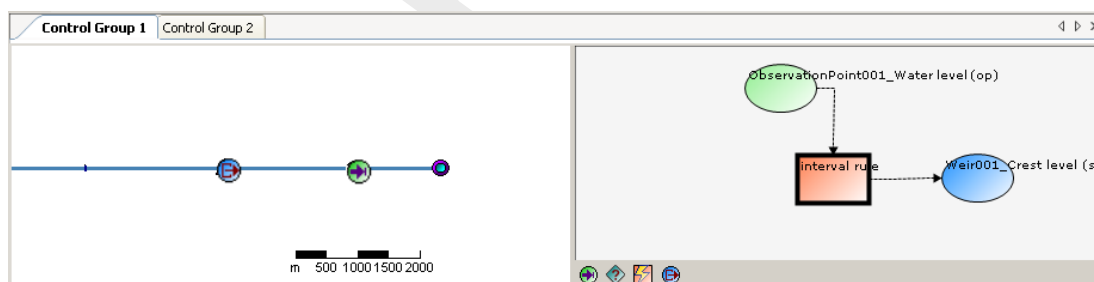 Control Group 1 Control Group 2
ObservationPoint001_Water level (op)
interval rule
Weir001_Crest level (s
m 500 1000 1500 2000